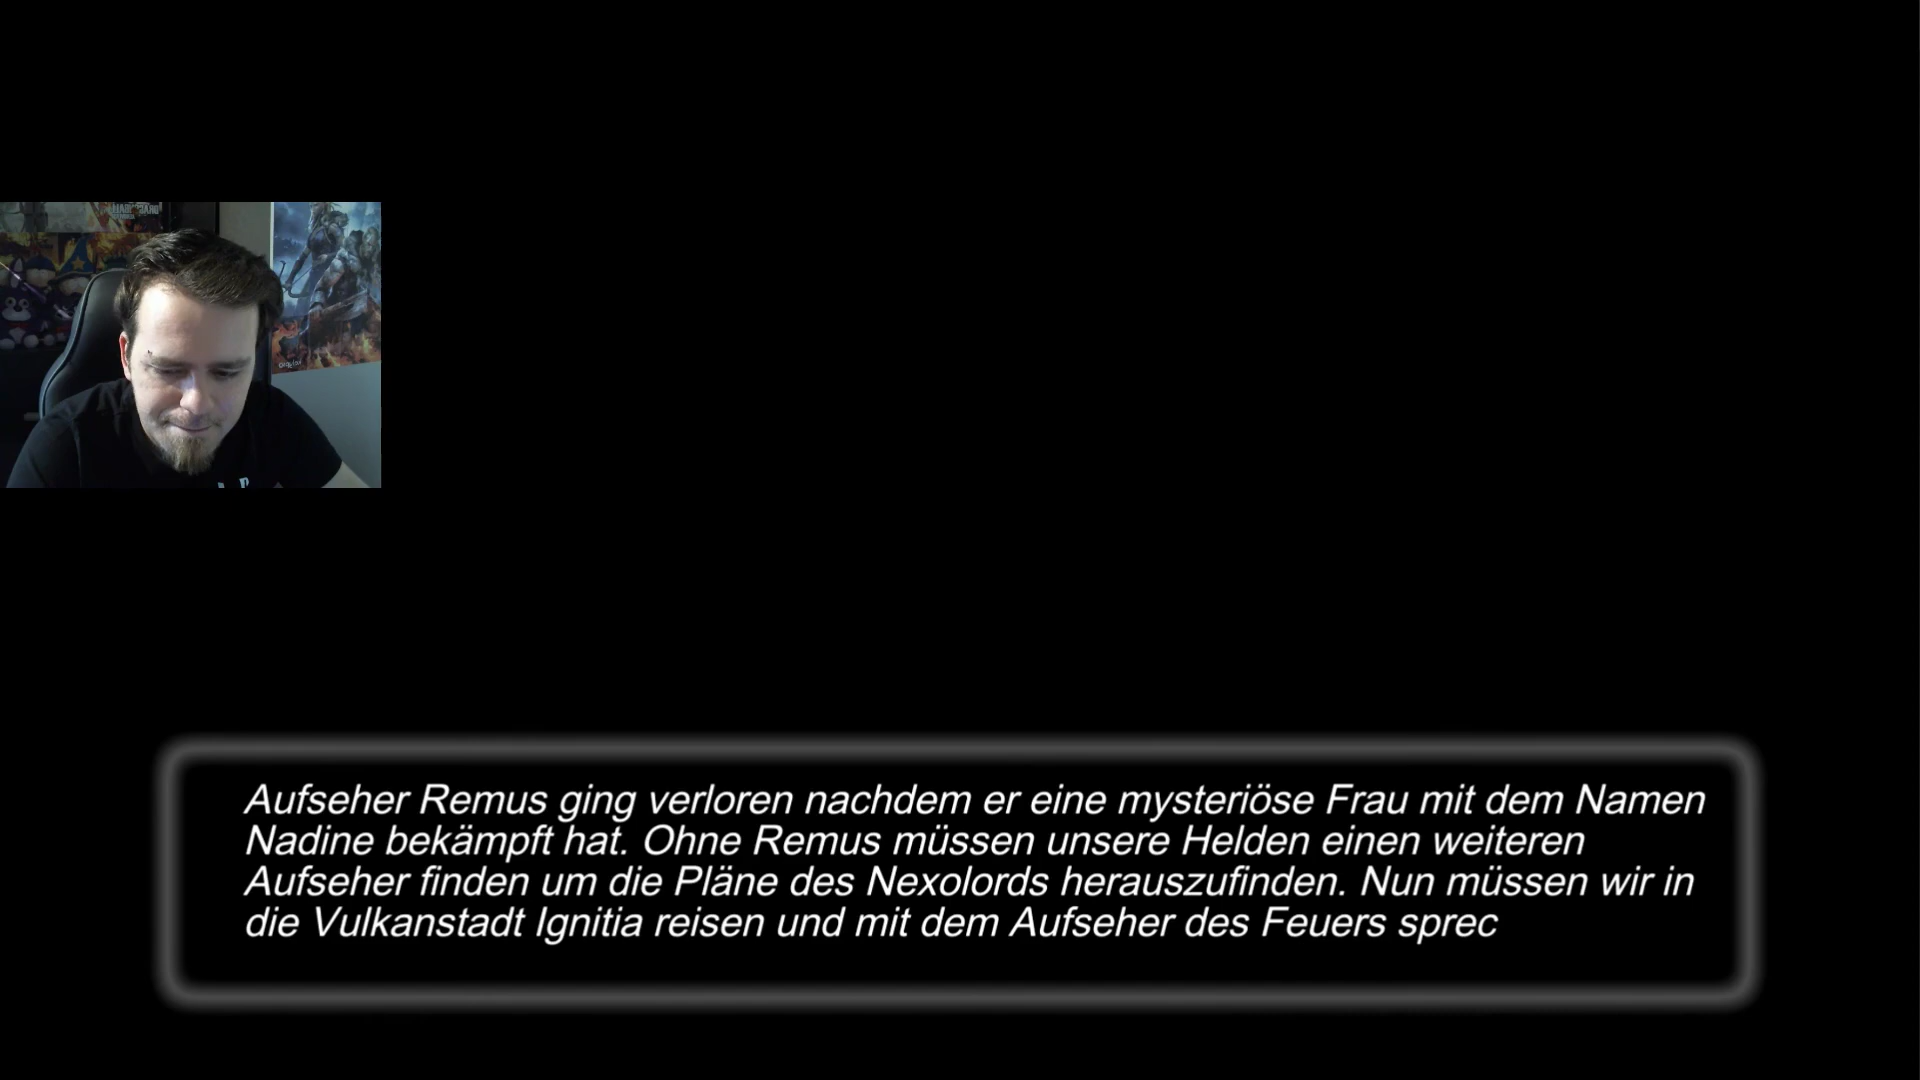 Aufseher Remus ging verloren nachdem er eine mysteriöse Frau mit dem Namen
Nadine bekämpft hat. Ohne Remus müssen unsere Helden einen weiteren
Aufseher finden um die Pläne des Nexolords herauszufinden. Nun müssen wir in
die Vulkanstadt Ignitia reisen und mit dem Aufseher des Feuers sprec